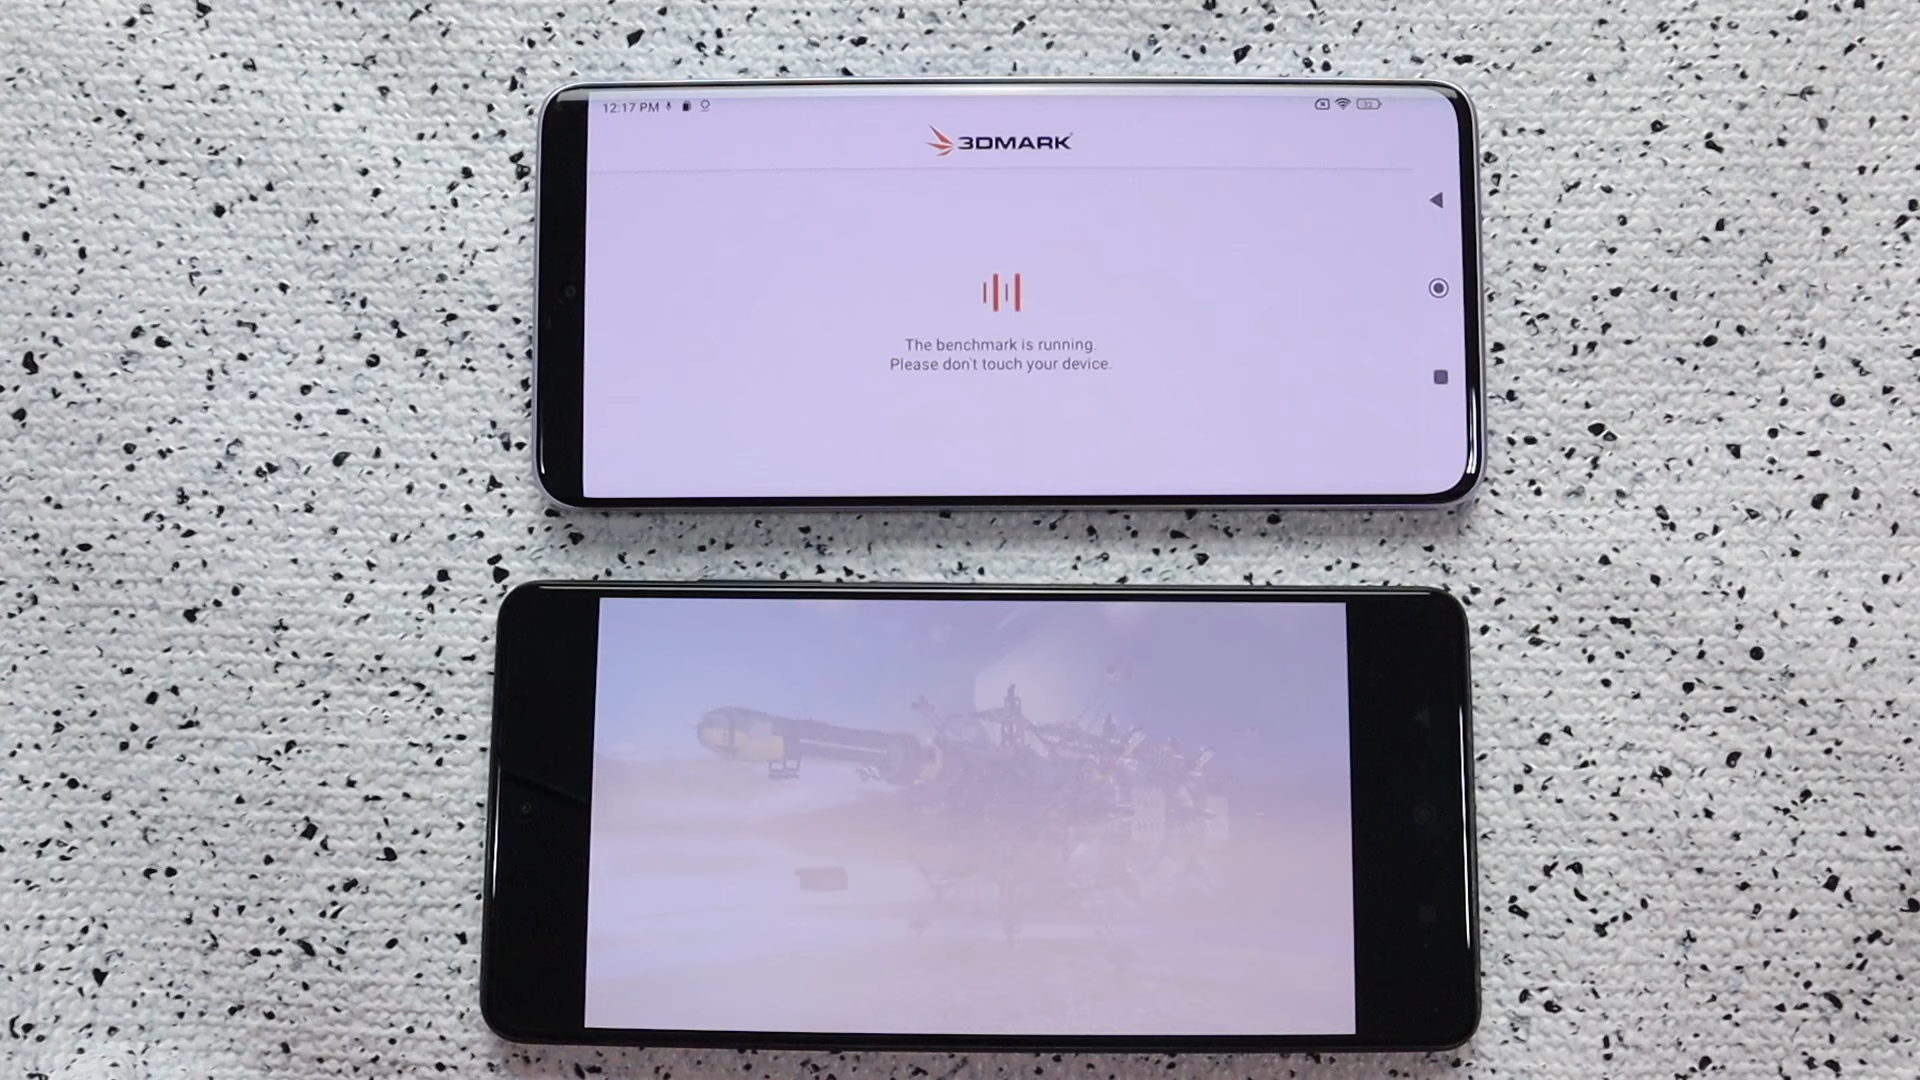 12:17 PM
3DMARK
The benchmark is running.
Please don't touch your device.